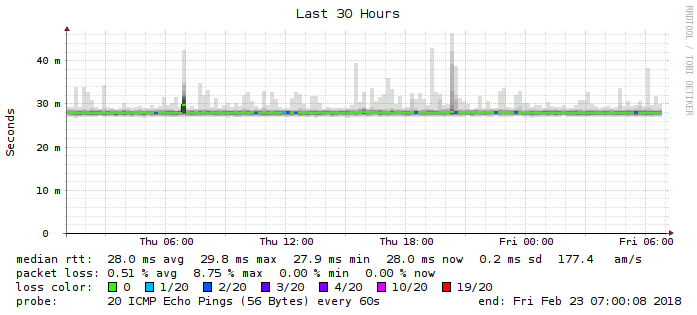 Last 30 Hours
RRDTOOL / TOBI OETIKER
Seconds
40 m
30 m
20 m
10 m
0
Thu 06:00 Thu 12:00 Thu 18:00 Fri 00:00 Fri 06:00
median rtt: 28.0 ms avg 29.8 ms max 27.9 ms min 28.0 ms now 0.2 ms sd 177.4 am/s
packet loss: 0.51 % avg 8.75 % max 0.00 % min 0.00 % now
loss color: 0 1/20 2/20 3/20 4/20 10/20 19/20
probe: 20 ICMP Echo Pings (56 Bytes) every 60s end: Fri Feb 23 07:00:08 2018